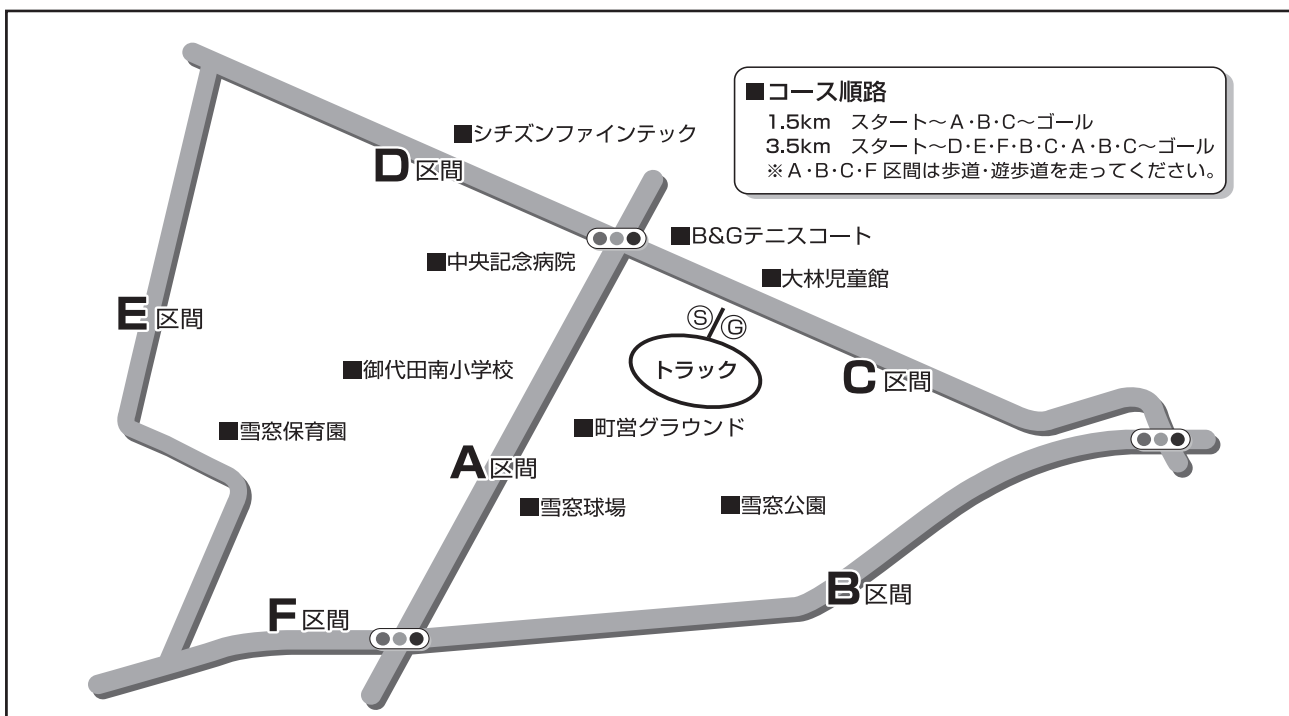 ■コース順路
1.5km スタート～A･B･C～ゴール
3.5km スタート～D･E･F･B･C･A･B･C～ゴール
※A･B･C･F区間は歩道･遊歩道を走ってください。
■シチズンファインテック
D区間
■B&Gテニスコート
■中央記念病院
■大林児童館
E区間
Ⓢ Ⓖ
トラック
■御代田南小学校
C区間
■雪窓保育園
■町営グラウンド
A区間
■雪窓球場
■雪窓公園
B区間
F区間